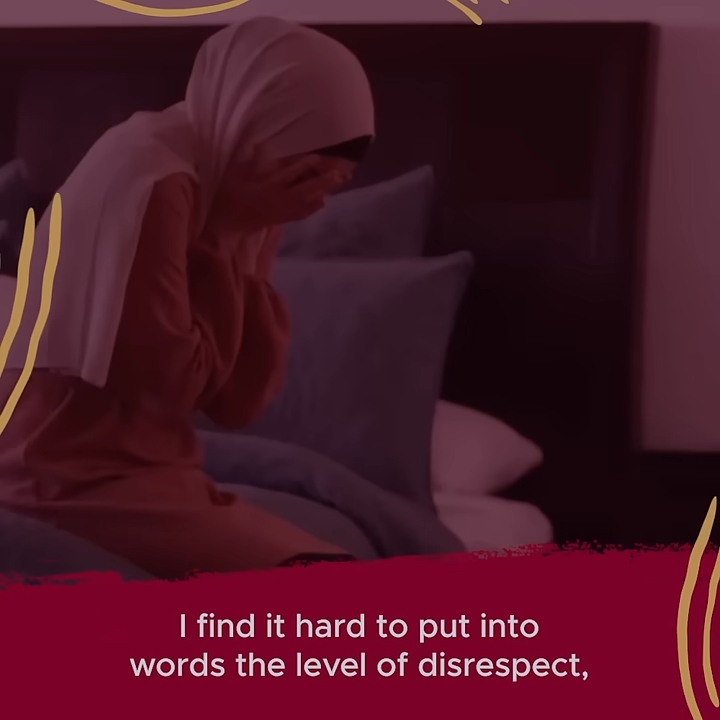 I find it hard to put into
words the level of disrespect,